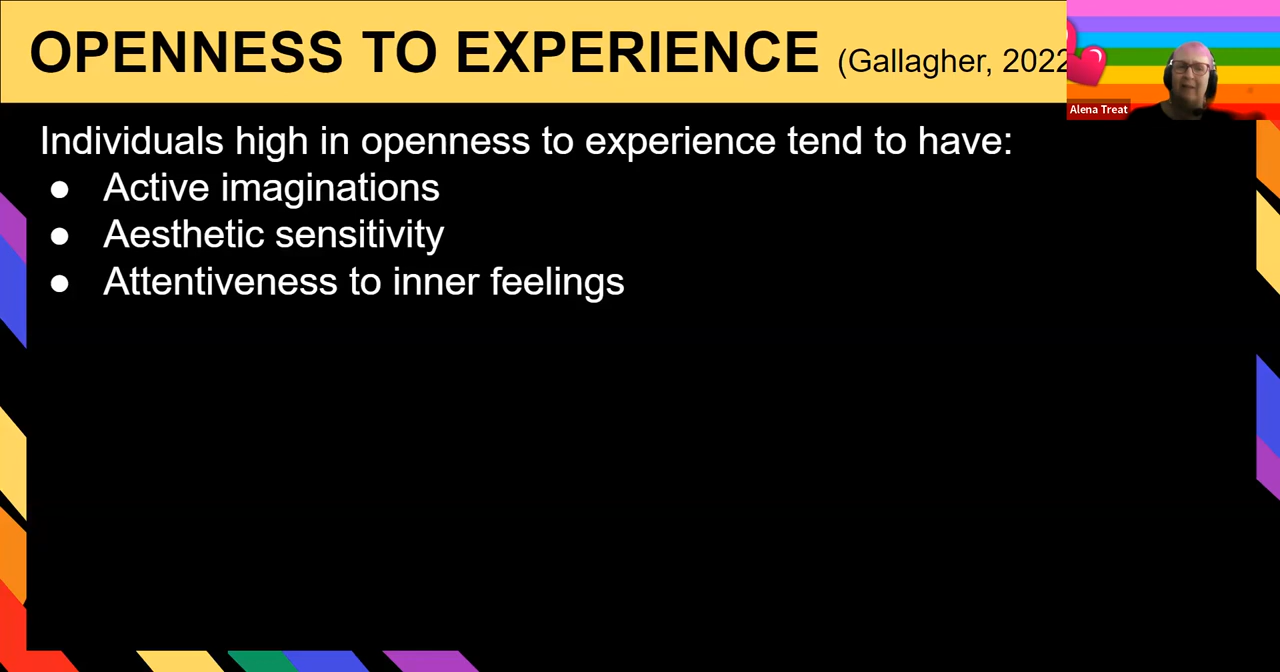 OPENNESS TO EXPERIENCE (Gallagher, 2022
Alena Treat
Individuals high in openness to experience tend to have:
● Active imaginations
● Aesthetic sensitivity
● Attentiveness to inner feelings